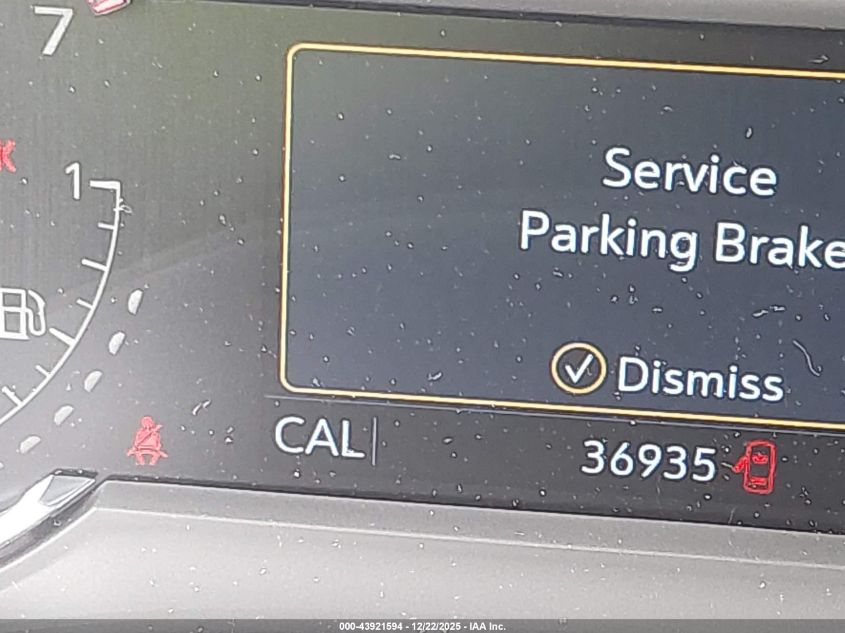 7
K
1
Service
Parking Brake
Dismiss
CAL
36935
000-43921594 - 12/22/2025 - IAA Inc.